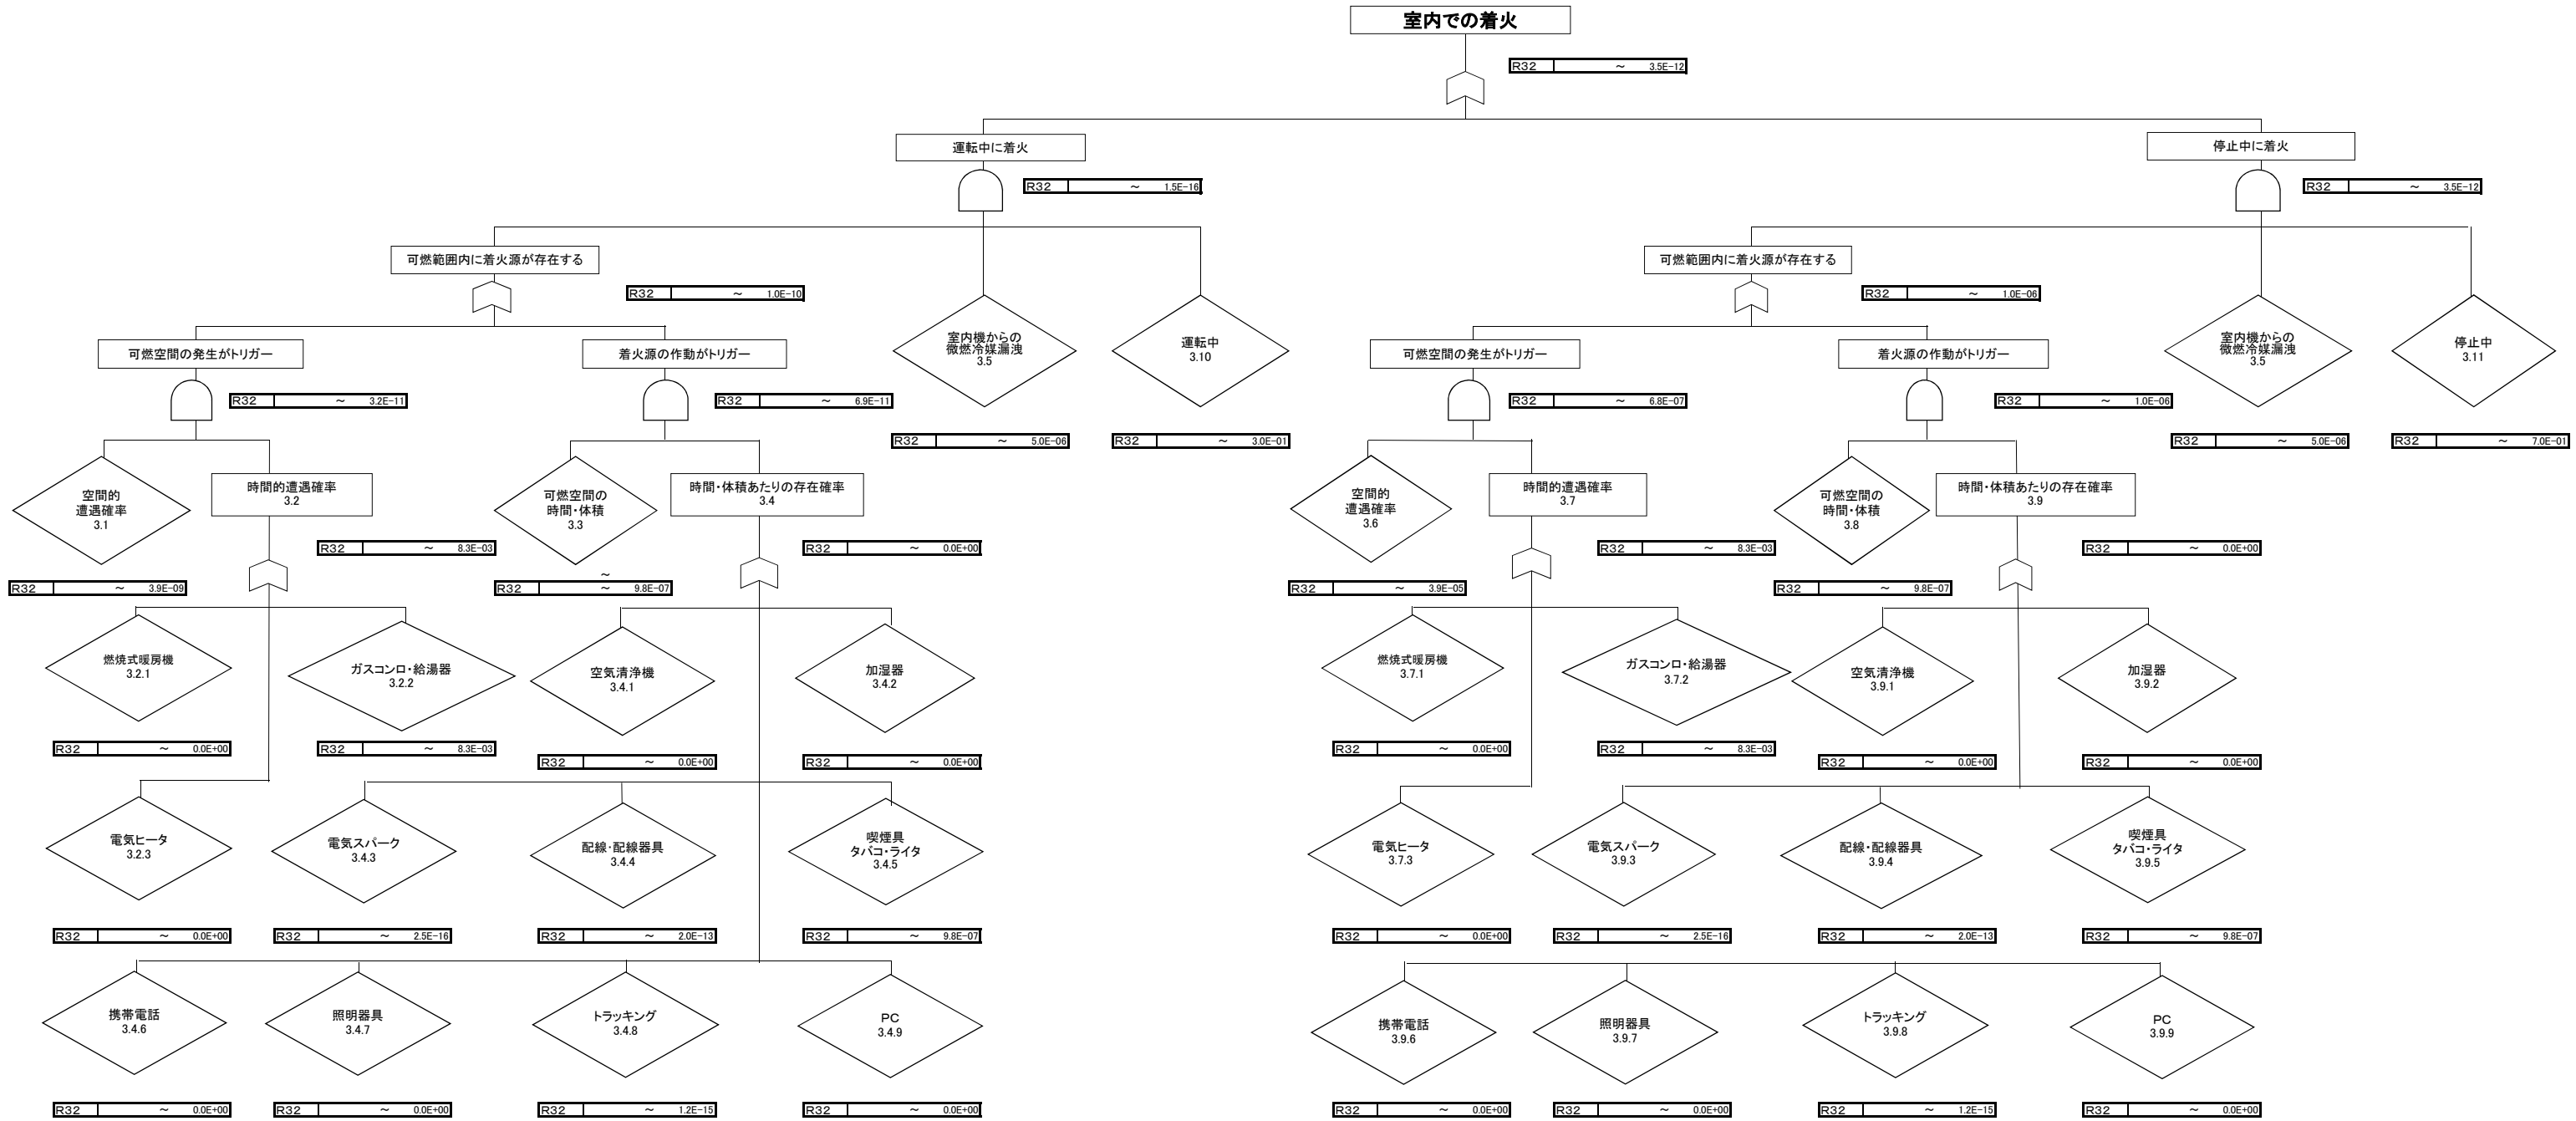 室内での着火
R32 ～ 3.5E-12
運転中に着火
停止中に着火
R32 ～ 1.5E-16
R32 ～ 3.5E-12
可燃範囲内に着火源が存在する
可燃範囲内に着火源が存在する
R32 ～ 1.0E-10
R32 ～ 1.0E-06
可燃空間の発生がトリガー
着火源の作動がトリガー
室内機からの
微燃冷媒漏洩
3.5
運転中
3.10
可燃空間の発生がトリガー
着火源の作動がトリガー
室内機からの
微燃冷媒漏洩
3.5
停止中
3.11
R32 ～ 3.2E-11
R32 ～ 6.9E-11
R32 ～ 5.0E-06
R32 ～ 3.0E-01
R32 ～ 6.8E-07
R32 ～ 1.0E-06
R32 ～ 5.0E-06
R32 ～ 7.0E-01
空間的
遭遇確率
3.1
時間的遭遇確率
3.2
可燃空間の
時間・体積
3.3
時間・体積あたりの存在確率
3.4
空間的
遭遇確率
3.6
時間的遭遇確率
3.7
可燃空間の
時間・体積
3.8
時間・体積あたりの存在確率
3.9
R32 ～ 8.3E-03
R32 ～ 0.0E+00
R32 ～ 8.3E-03
R32 ～ 0.0E+00
～
R32 ～ 3.9E-09
R32 ～ 9.8E-07
R32 ～ 3.9E-05
R32 ～ 9.8E-07
燃焼式暖房機
3.2.1
ガスコンロ・給湯器
3.2.2
空気清浄機
3.4.1
加湿器
3.4.2
燃焼式暖房機
3.7.1
ガスコンロ・給湯器
3.7.2
空気清浄機
3.9.1
加湿器
3.9.2
R32 ～ 0.0E+00
R32 ～ 8.3E-03
R32 ～ 0.0E+00
R32 ～ 0.0E+00
R32 ～ 0.0E+00
R32 ～ 8.3E-03
R32 ～ 0.0E+00
R32 ～ 0.0E+00
電気ヒータ
3.2.3
電気スパーク
3.4.3
配線・配線器具
3.4.4
喫煙具
タバコ・ライタ
3.4.5
電気ヒータ
3.7.3
電気スパーク
3.9.3
配線・配線器具
3.9.4
喫煙具
タバコ・ライタ
3.9.5
R32 ～ 0.0E+00
R32 ～ 2.5E-16
R32 ～ 2.0E-13
R32 ～ 9.8E-07
R32 ～ 0.0E+00
R32 ～ 2.5E-16
R32 ～ 2.0E-13
R32 ～ 9.8E-07
携帯電話
3.4.6
照明器具
3.4.7
トラッキング
3.4.8
PC
3.4.9
携帯電話
3.9.6
照明器具
3.9.7
トラッキング
3.9.8
PC
3.9.9
R32 ～ 0.0E+00
R32 ～ 0.0E+00
R32 ～ 1.2E-15
R32 ～ 0.0E+00
R32 ～ 0.0E+00
R32 ～ 0.0E+00
R32 ～ 1.2E-15
R32 ～ 0.0E+00